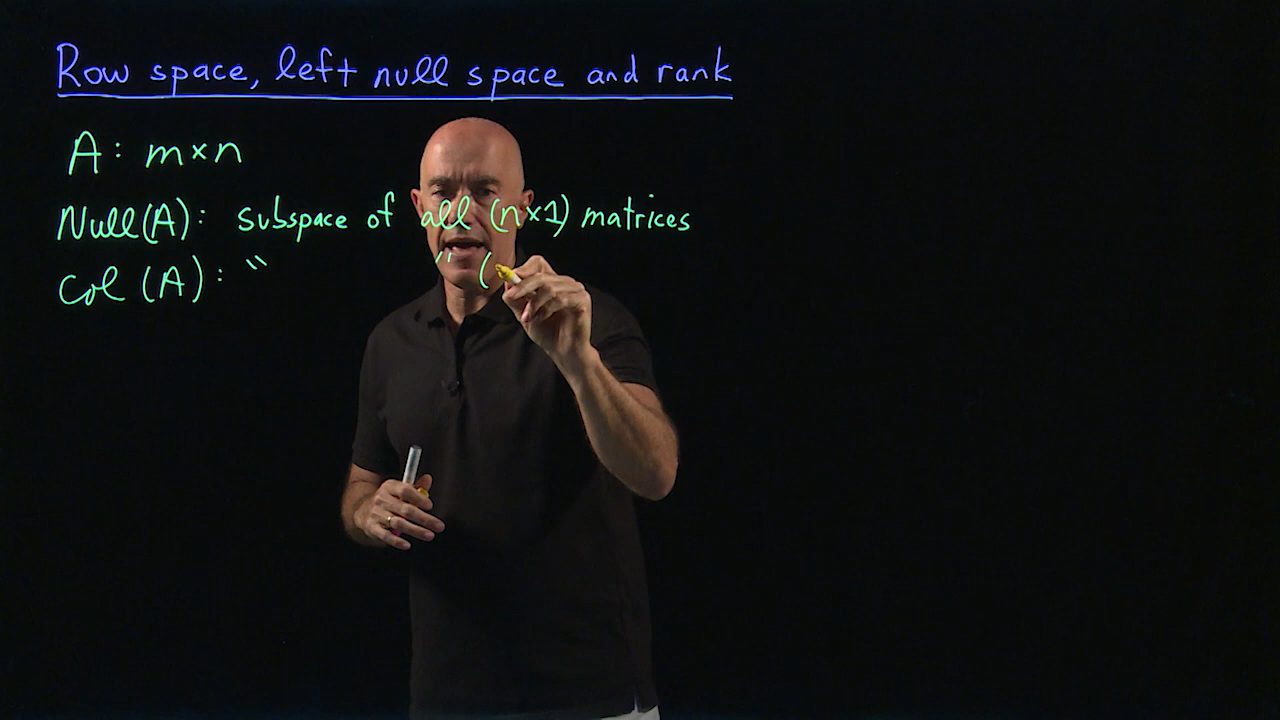 Row space, left null space and rank
A: m×n
Null(A): subspace of all (n×1) matrices
Col (A): " " (